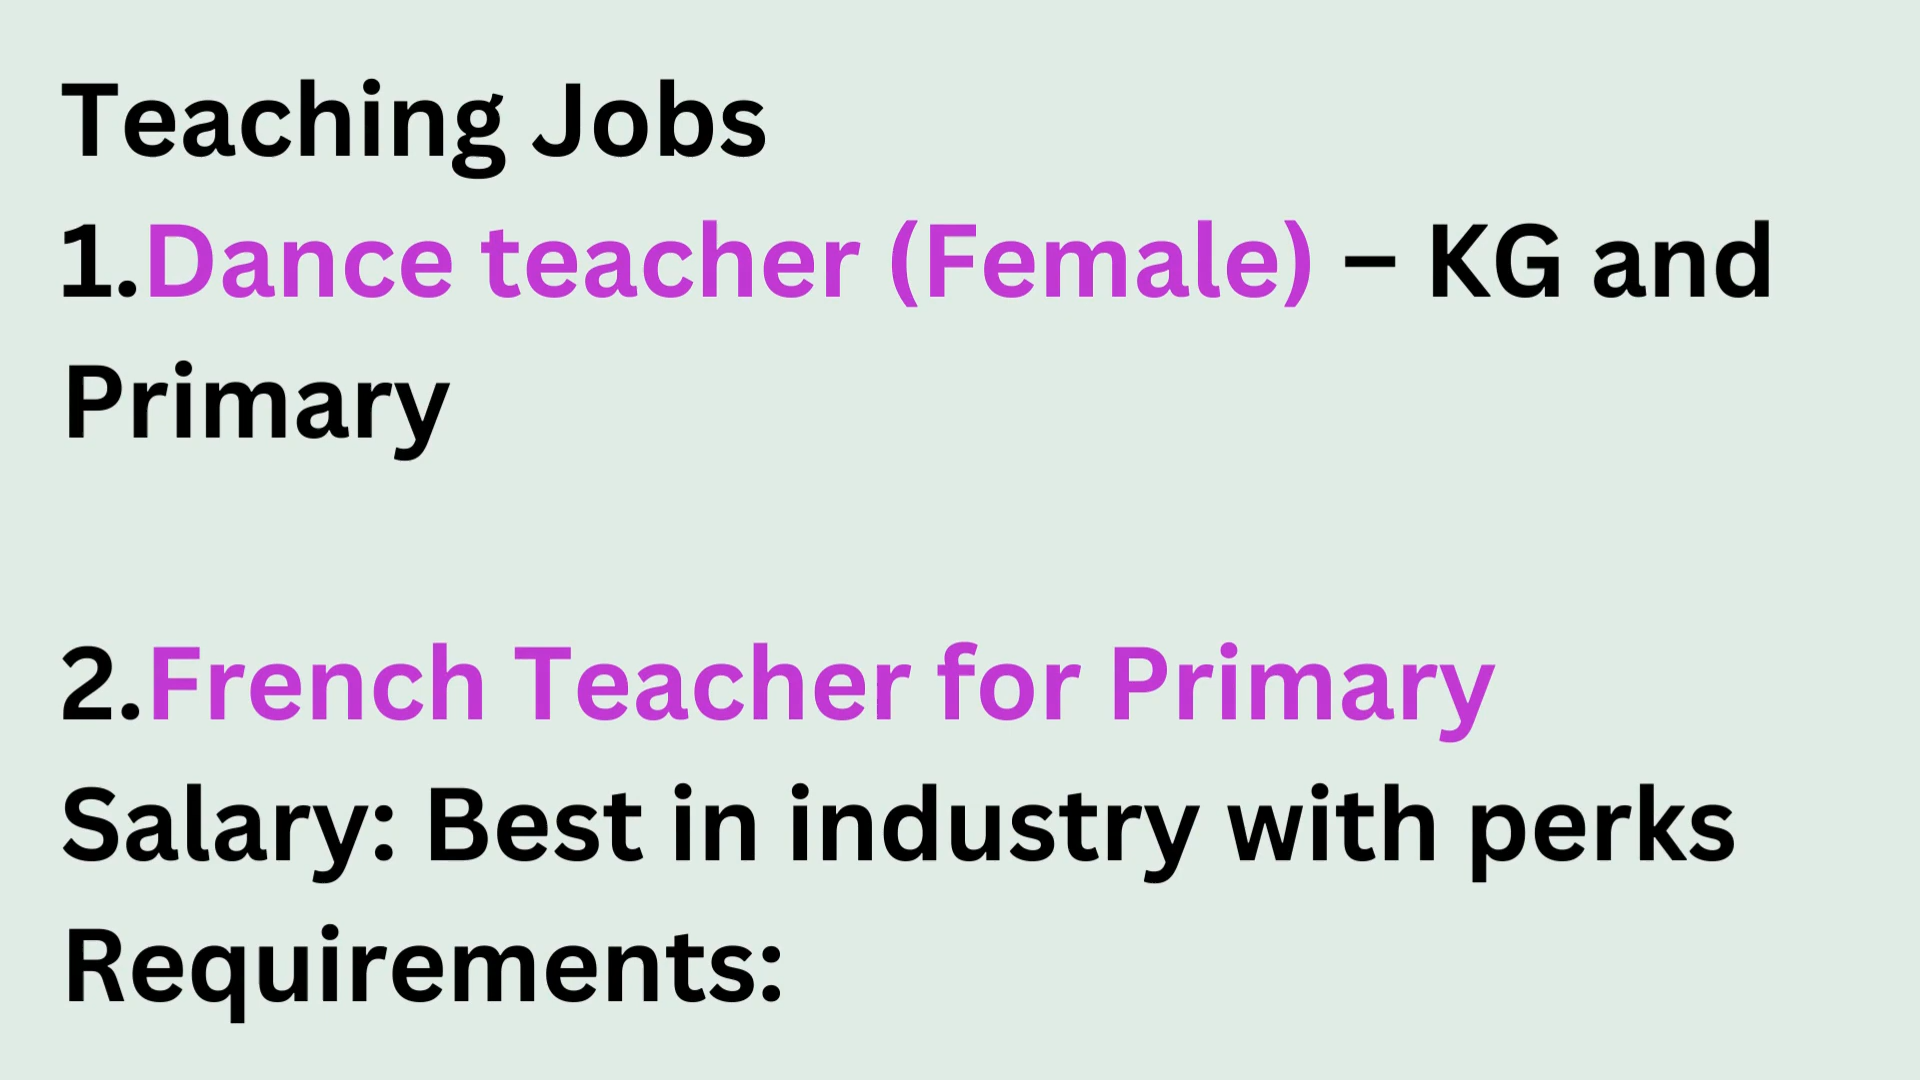 Teaching Jobs
1.Dance teacher (Female) – KG and
Primary
2.French Teacher for Primary
Salary: Best in industry with perks
Requirements: